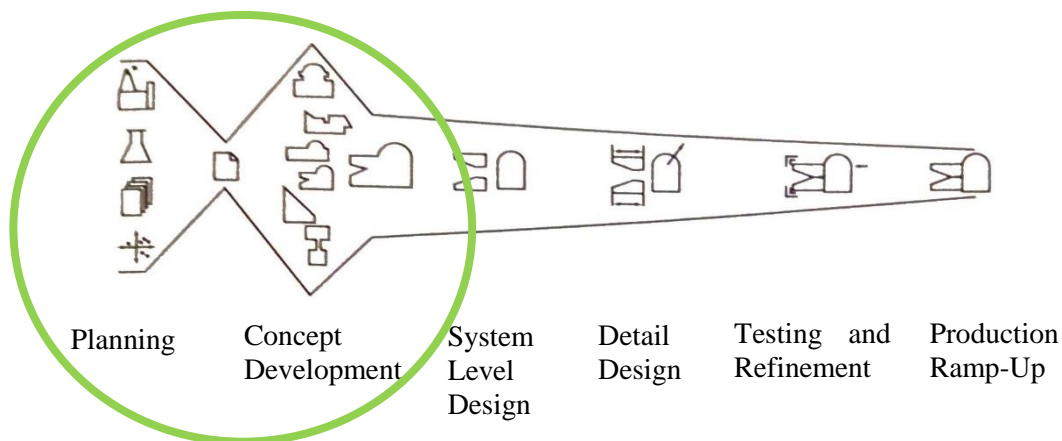 Planning
Concept
Development
System
Level
Design
Detail
Design
Testing and
Refinement
Production
Ramp-Up